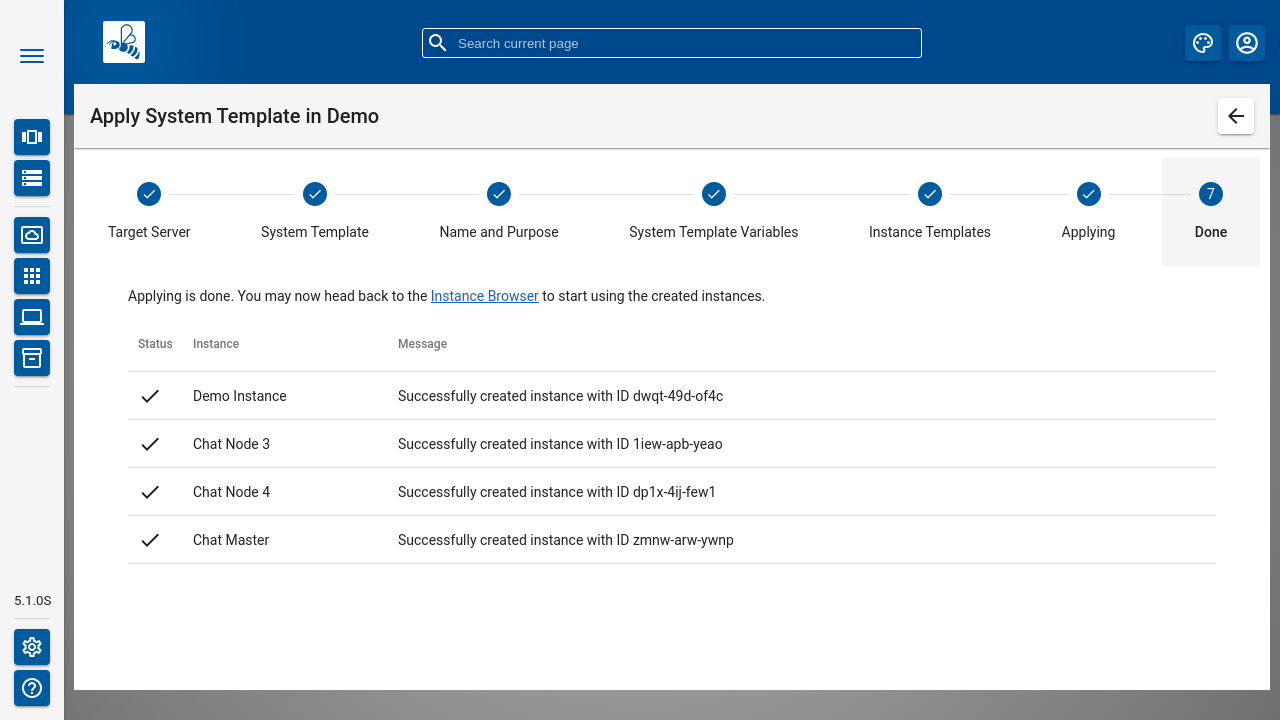 Search current page
Apply System Template in Demo
Target Server
System Template
Name and Purpose
System Template Variables
Instance Templates
Applying
7
Done
Applying is done. You may now head back to the Instance Browser to start using the created instances.
Status Instance Message
Demo Instance Successfully created instance with ID dwqt-49d-of4c
Chat Node 3 Successfully created instance with ID 1iew-apb-yeao
Chat Node 4 Successfully created instance with ID dp1x-4ij-few1
Chat Master Successfully created instance with ID zmnw-arw-ywnp
5.1.0S